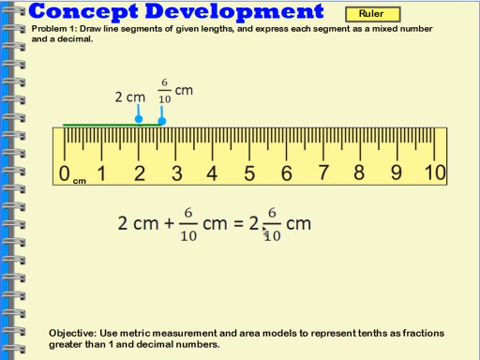 Concept Development
Ruler
Problem 1: Draw line segments of given lengths, and express each segment as a mixed number
and a decimal.
2 cm 6/10 cm
0 cm 1 2 3 4 5 6 7 8 9 10
2 cm + 6/10 cm = 2 6/10 cm
Objective: Use metric measurement and area models to represent tenths as fractions
greater than 1 and decimal numbers.